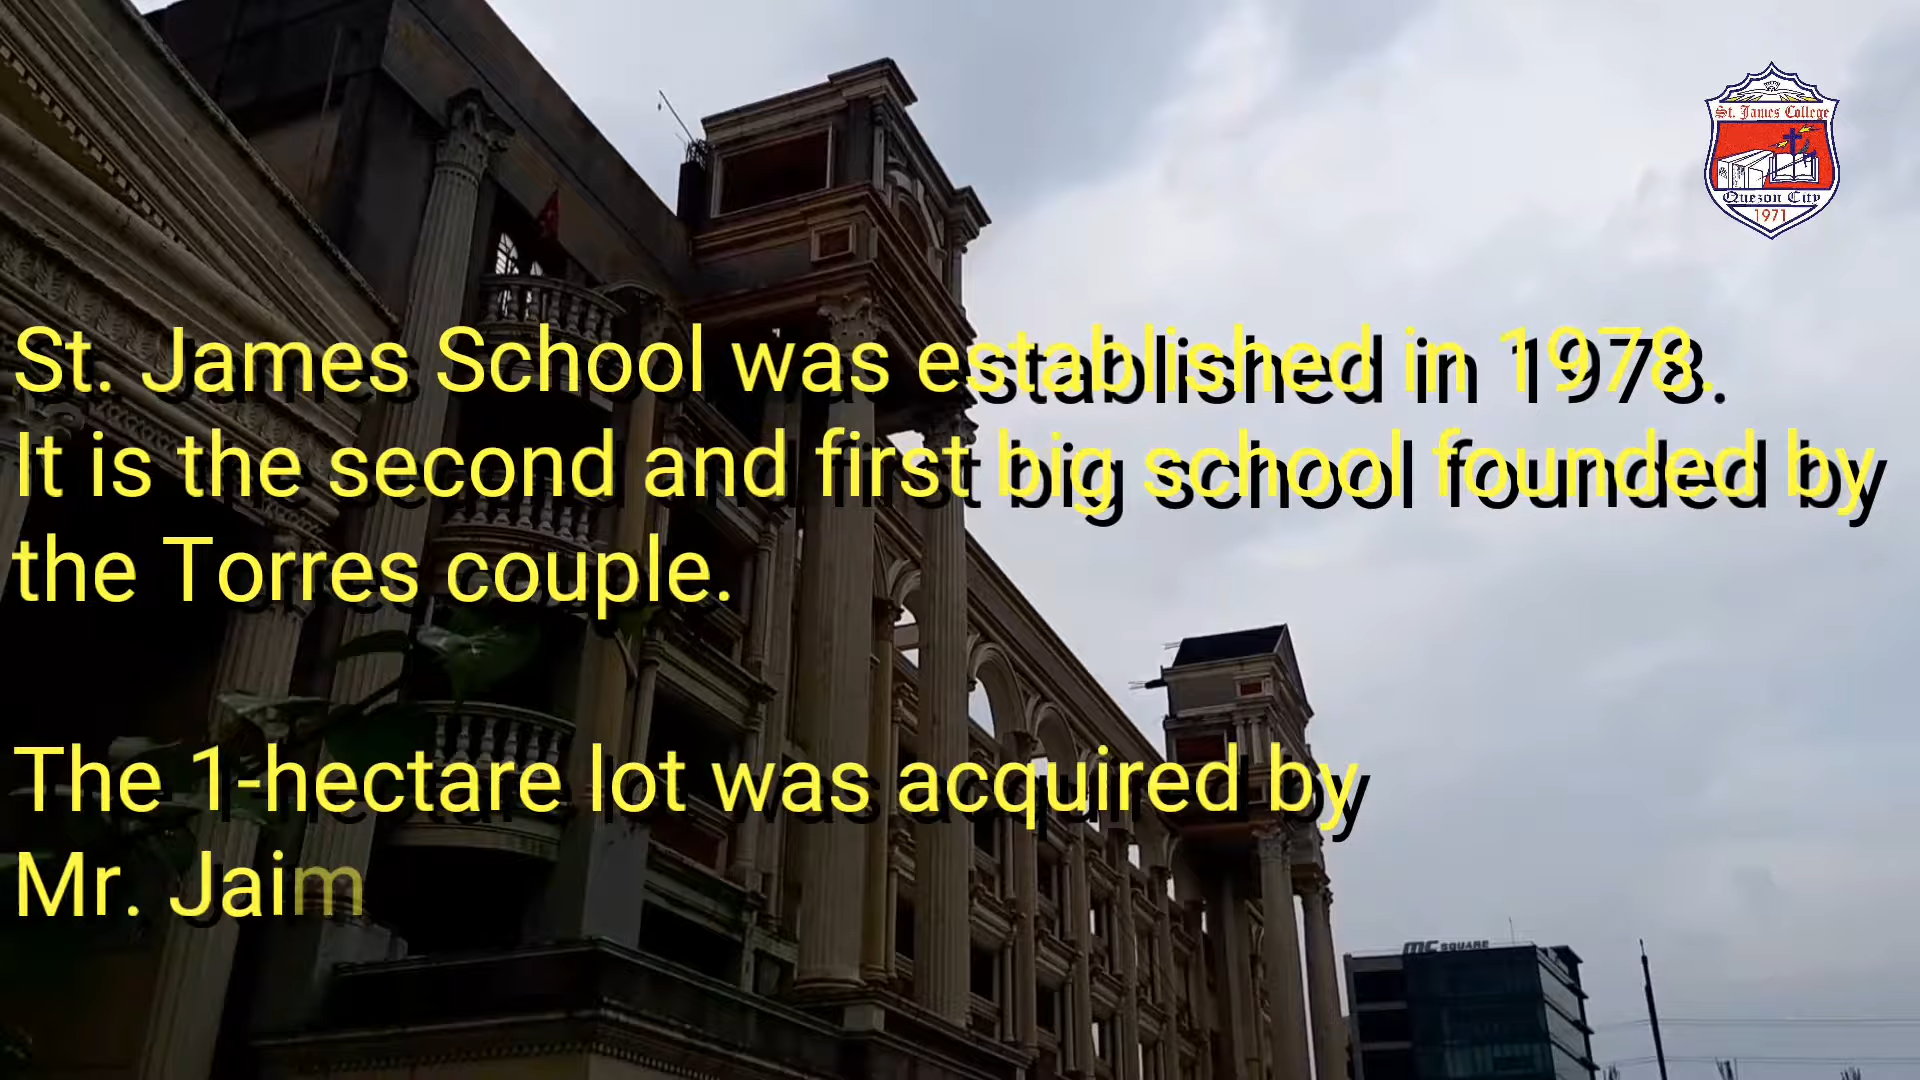 St. James College
Quezon City
1971
St. James School was established in 1978.
It is the second and first big school founded by
the Torres couple.
The 1-hectare lot was acquired by
Mr. Jaim
MC SQUARE